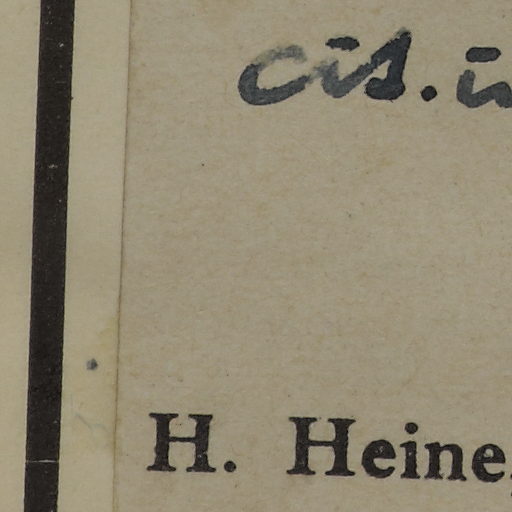 cis. u
H. Heine,